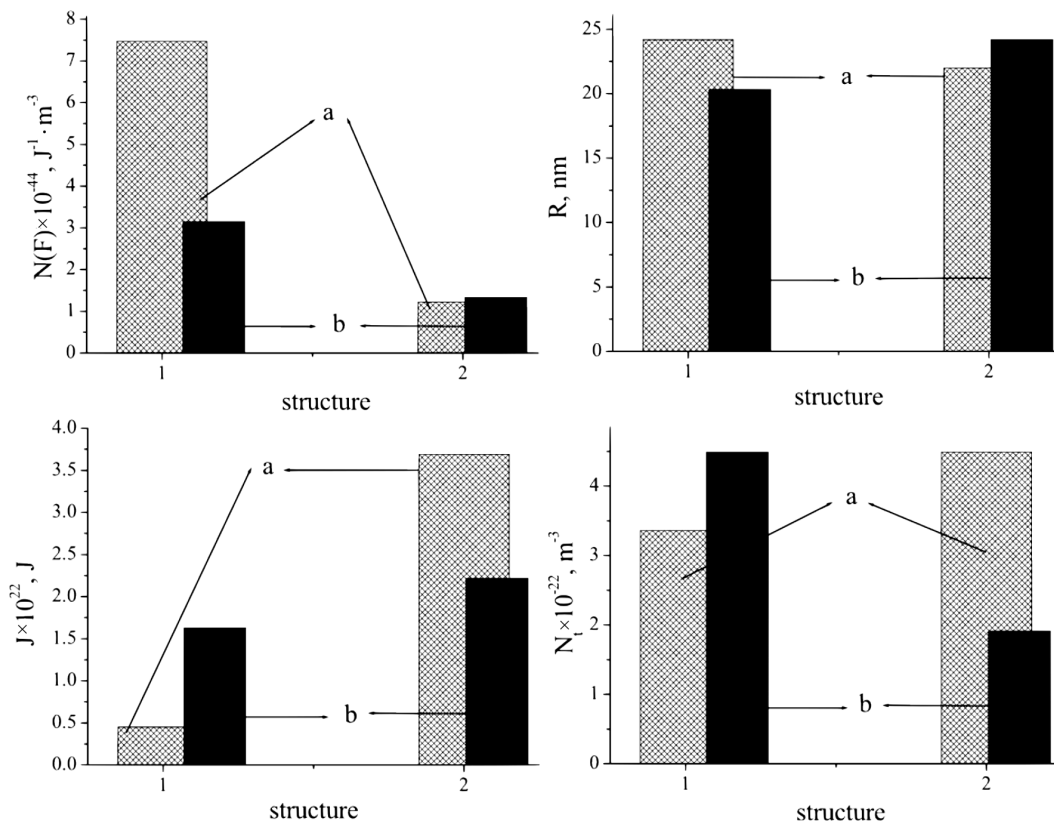 N(F)×10⁻⁴⁴, J⁻¹·m⁻³
8
7
6
5
4
3
2
1
0
a
b
1 2
structure
R, nm
25
20
15
10
5
0
a
b
1 2
structure
J×10²², J
4.0
3.5
3.0
2.5
2.0
1.5
1.0
0.5
0.0
a
b
1 2
structure
Nₜ×10⁻²², m⁻³
4
3
2
1
0
a
b
1 2
structure